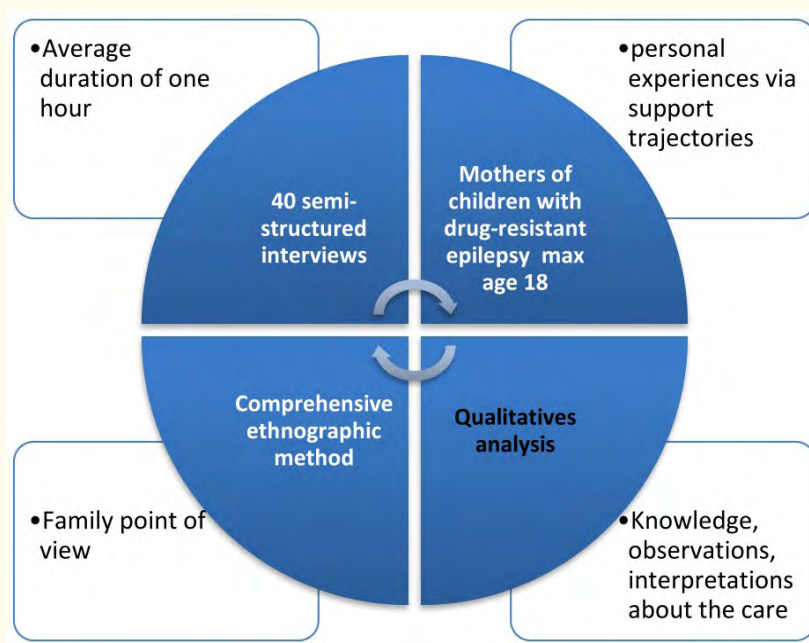 •Average
duration of one
hour
•personal
experiences via
support
trajectories
40 semi-
structured
interviews
Mothers of
children with
drug-resistant
epilepsy max
age 18
Comprehensive
ethnographic
method
Qualitatives
analysis
•Family point of
view
•Knowledge,
observations,
interpretations
about the care